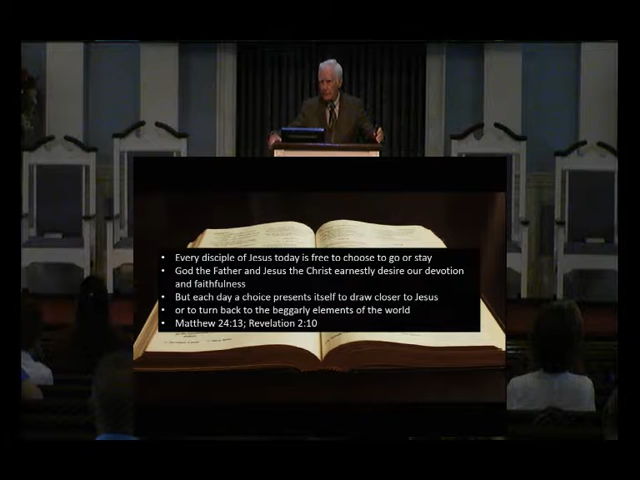 • Every disciple of Jesus today is free to choose to go or stay
• God the Father and Jesus the Christ earnestly desire our devotion
and faithfulness
• But each day a choice presents itself to draw closer to Jesus
• or to turn back to the beggarly elements of the world
• Matthew 24:13; Revelation 2:10